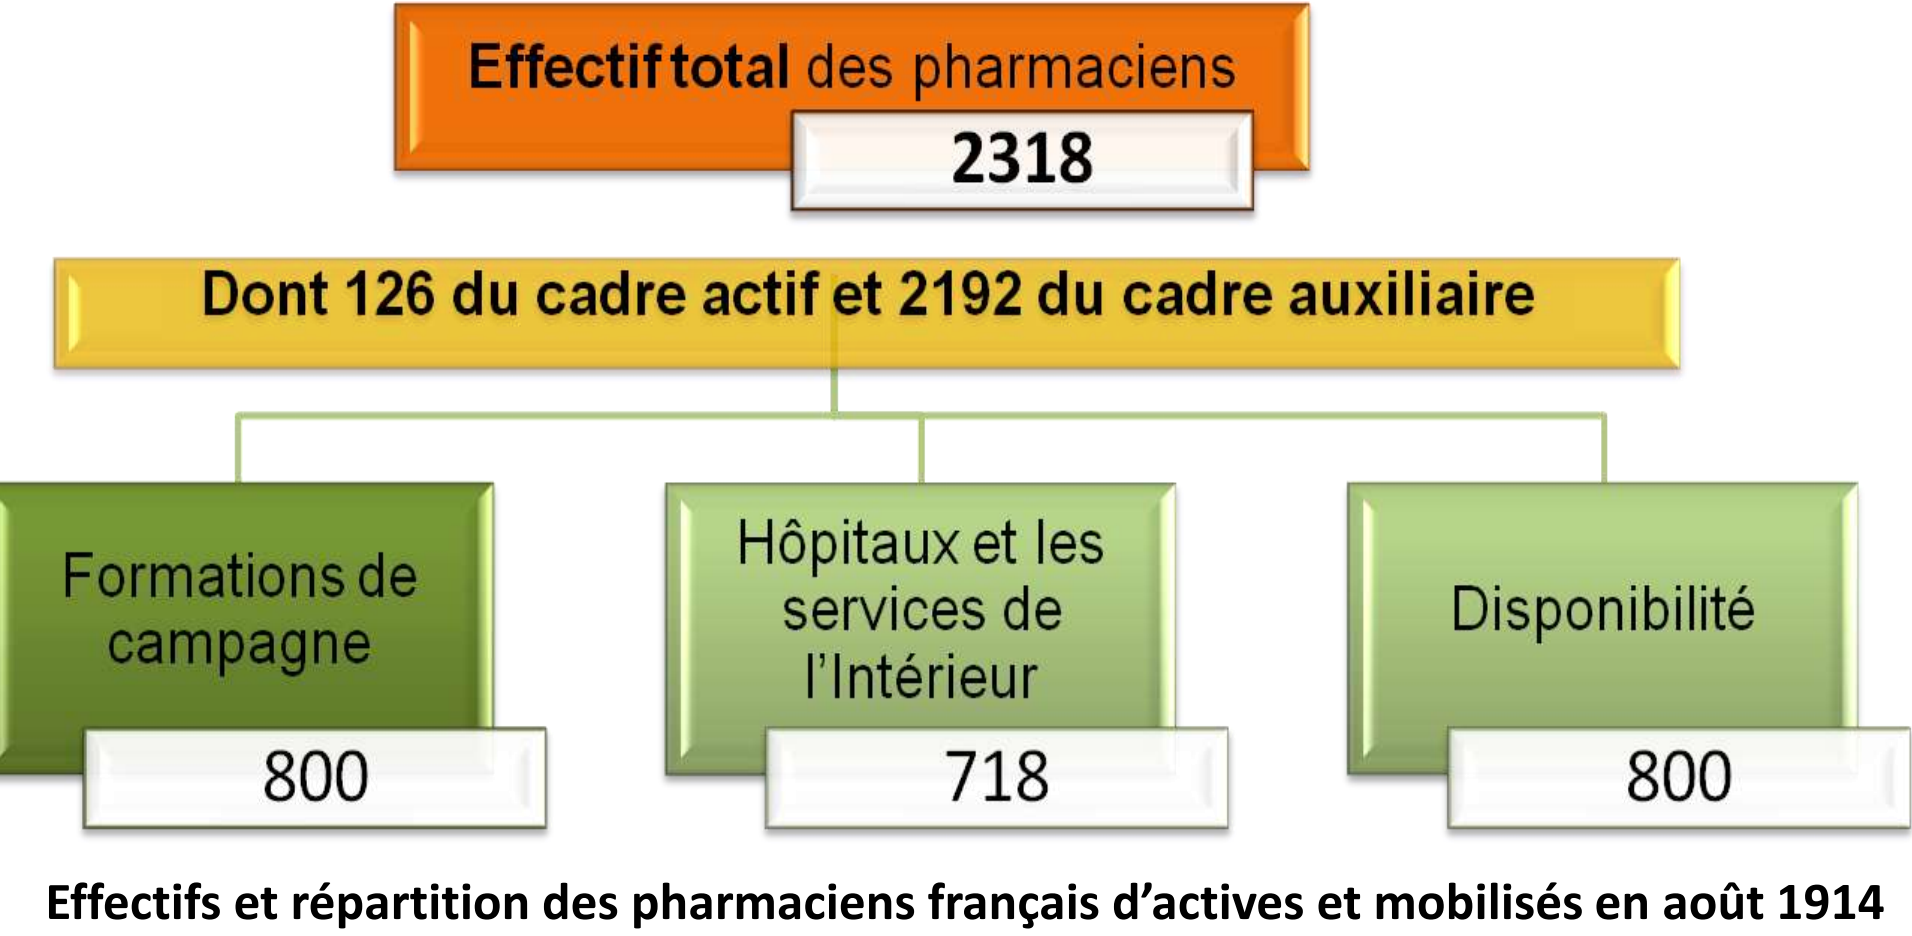 Effectif total des pharmaciens
2318
Dont 126 du cadre actif et 2192 du cadre auxiliaire
Formations de
campagne
800
Hôpitaux et les
services de
l’Intérieur
718
Disponibilité
800
Effectifs et répartition des pharmaciens français d’actives et mobilisés en août 1914